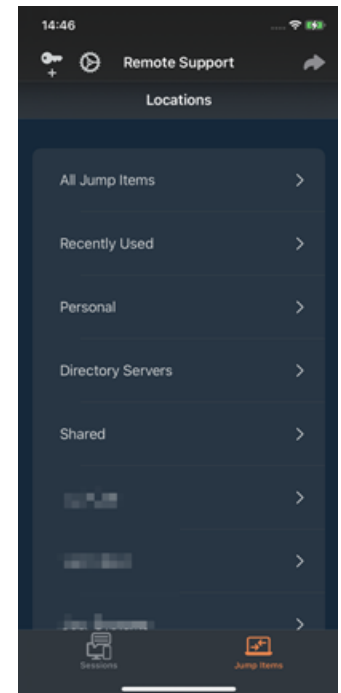 14:46
Remote Support
Locations
All Jump Items
Recently Used
Personal
Directory Servers
Shared
Sessions
Jump Items